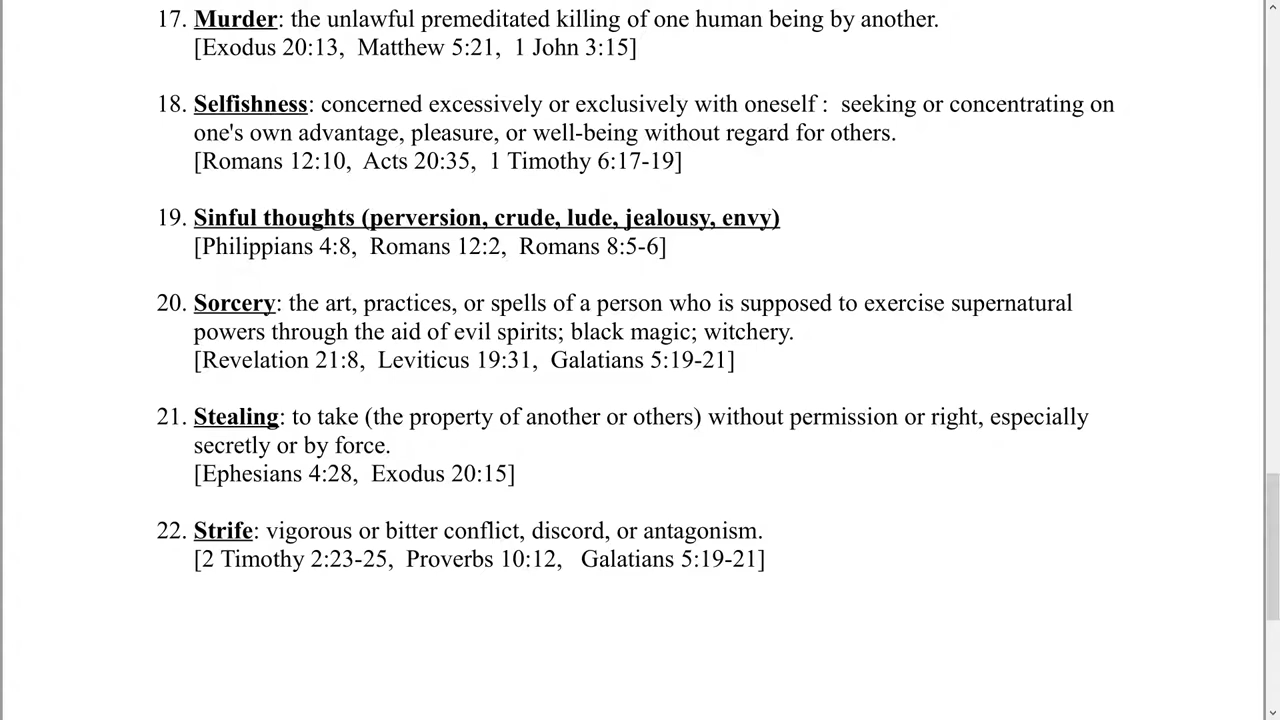 17. Murder: the unlawful premeditated killing of one human being by another.
[Exodus 20:13, Matthew 5:21, 1 John 3:15]
18. Selfishness: concerned excessively or exclusively with oneself : seeking or concentrating on
one's own advantage, pleasure, or well-being without regard for others.
[Romans 12:10, Acts 20:35, 1 Timothy 6:17-19]
19. Sinful thoughts (perversion, crude, lude, jealousy, envy)
[Philippians 4:8, Romans 12:2, Romans 8:5-6]
20. Sorcery: the art, practices, or spells of a person who is supposed to exercise supernatural
powers through the aid of evil spirits; black magic; witchery.
[Revelation 21:8, Leviticus 19:31, Galatians 5:19-21]
21. Stealing: to take (the property of another or others) without permission or right, especially
secretly or by force.
[Ephesians 4:28, Exodus 20:15]
22. Strife: vigorous or bitter conflict, discord, or antagonism.
[2 Timothy 2:23-25, Proverbs 10:12, Galatians 5:19-21]